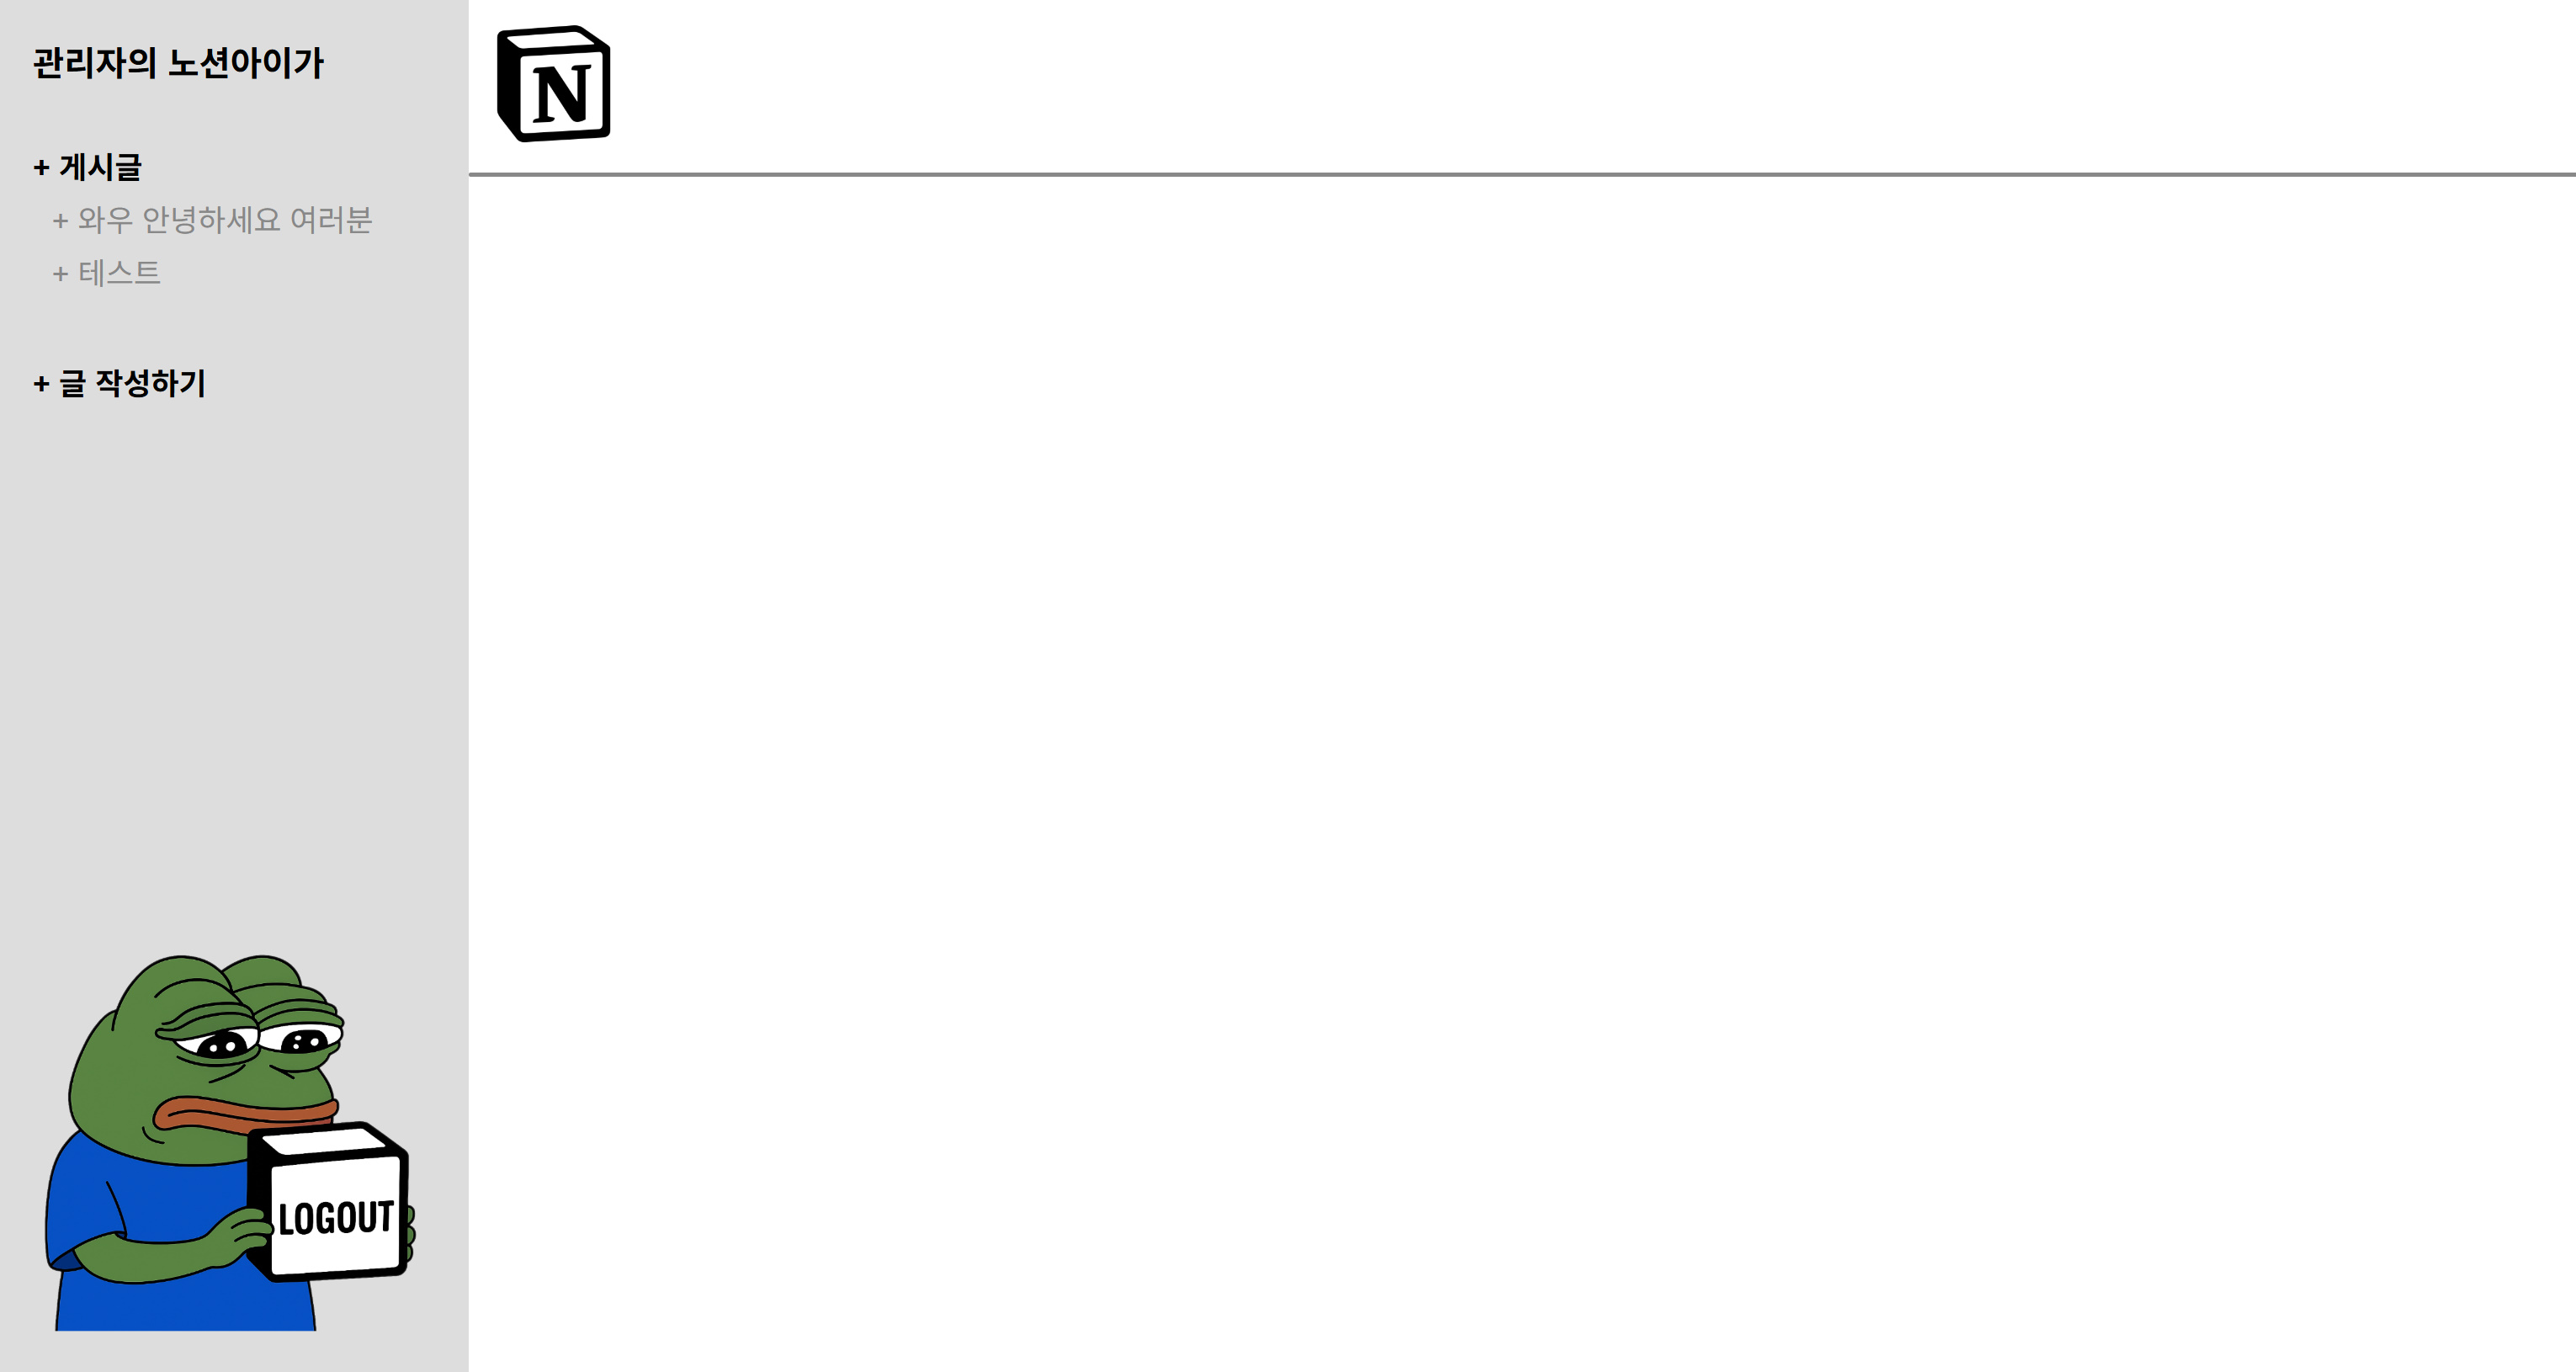 관리자의 노션아이가
N
+ 게시글
+ 와우 안녕하세요 여러분
+ 테스트
+ 글 작성하기
LOGOUT